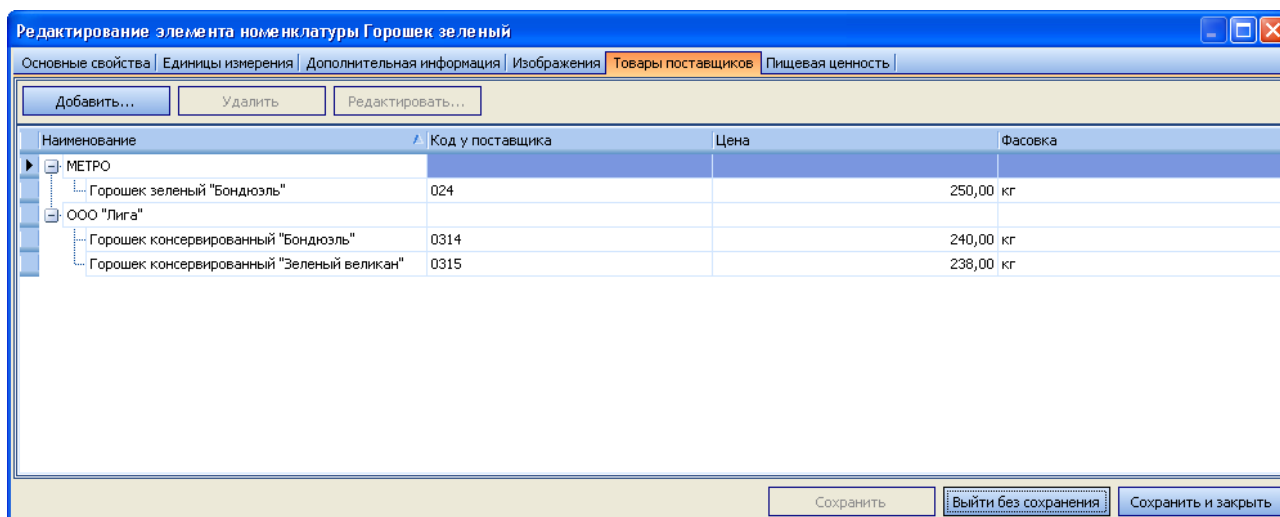 Редактирование элемента номенклатуры Горошек зеленый
Основные свойства Единицы измерения Дополнительная информация Изображения Товары поставщиков Пищевая ценность
Добавить... Удалить Редактировать...
Наименование Код у поставщика Цена Фасовка
МЕТРО
Горошек зеленый "Бондюэль" 024 250,00 кг
ООО "Лига"
Горошек консервированный "Бондюэль" 0314 240,00 кг
Горошек консервированный "Зеленый великан" 0315 238,00 кг
Сохранить Выйти без сохранения Сохранить и закрыть